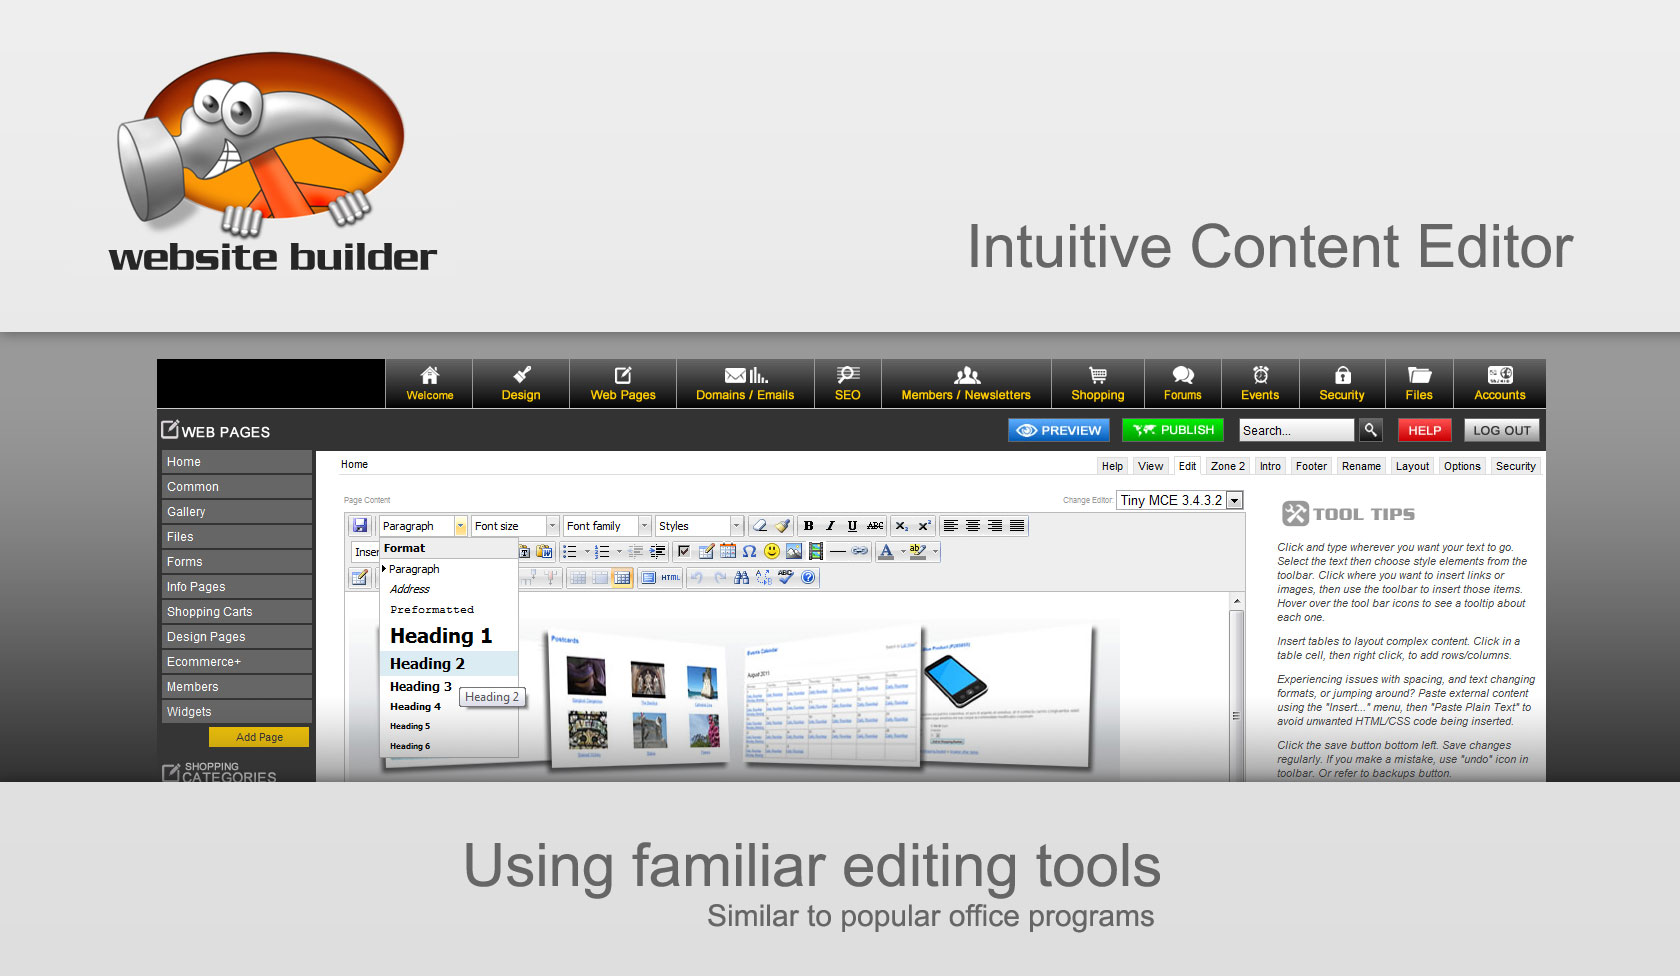 website builder
Intuitive Content Editor
Welcome
Design
Web Pages
Domains / Emails
SEO
Members / Newsletters
Shopping
Forums
Events
Security
Files
Accounts
WEB PAGES
PREVIEW
PUBLISH
Search...
HELP
LOG OUT
Home
Common
Gallery
Files
Forms
Info Pages
Shopping Carts
Design Pages
Ecommerce+
Members
Widgets
Add Page
SHOPPING
CATEGORIES
Home
Help
View
Edit
Zone 2
Intro
Footer
Rename
Layout
Options
Security
Page Content
Change Editor:
Tiny MCE 3.4.3.2
Paragraph
Font size
Font family
Styles
B I U ABC
X₂ X²
Inser
HTML
Format
Paragraph
Address
Preformatted
Heading 1
Heading 2
Heading 3
Heading 4
Heading 5
Heading 6
Heading 2
Postcards
Events Calendar
August 2011
TOOL TIPS
Click and type wherever you want your text to go.
Select the text then choose style elements from the
toolbar. Click where you want to insert links or
images, then use the toolbar to insert those items.
Hover over the tool bar icons to see a tooltip about
each one.
Insert tables to layout complex content. Click in a
table cell, then right click, to add rows/columns.
Experiencing issues with spacing, and text changing
formats, or jumping around? Paste external content
using the "Insert..." menu, then "Paste Plain Text" to
avoid unwanted HTML/CSS code being inserted.
Click the save button bottom left. Save changes
regularly. If you make a mistake, use "undo" icon in
toolbar. Or refer to backups button.
Using familiar editing tools
Similar to popular office programs